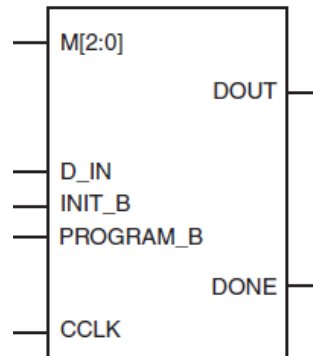 M[2:0]
DOUT
D_IN
INIT_B
PROGRAM_B
DONE
CCLK